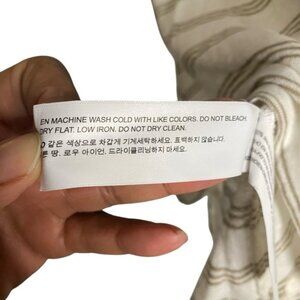 EN MACHINE WASH COLD WITH LIKE COLORS. DO NOT BLEACH
DRY FLAT. LOW IRON. DO NOT DRY CLEAN.
같은 색상으로 차갑게 기계세탁하세요, 표백하지 않습니다.
른 땅, 로우 아이언, 드라이클리닝하지 마세요.